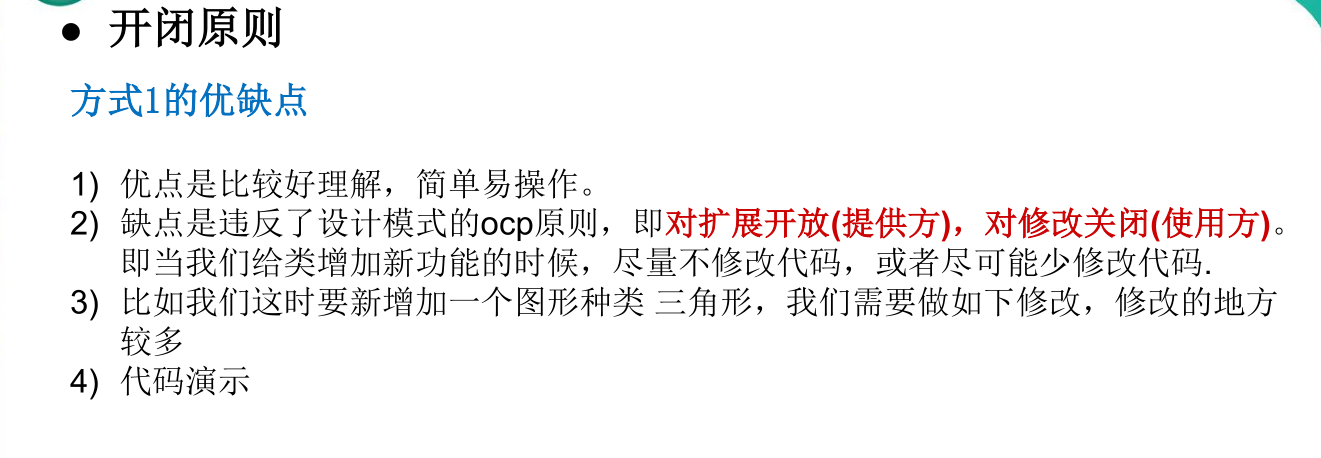 ● 开闭原则
方式1的优缺点
1) 优点是比较好理解，简单易操作。
2) 缺点是违反了设计模式的ocp原则，即对扩展开放(提供方)，对修改关闭(使用方)。
即当我们给类增加新功能的时候，尽量不修改代码，或者尽可能少修改代码.
3) 比如我们这时要新增加一个图形种类 三角形，我们需要做如下修改，修改的地方
较多
4) 代码演示